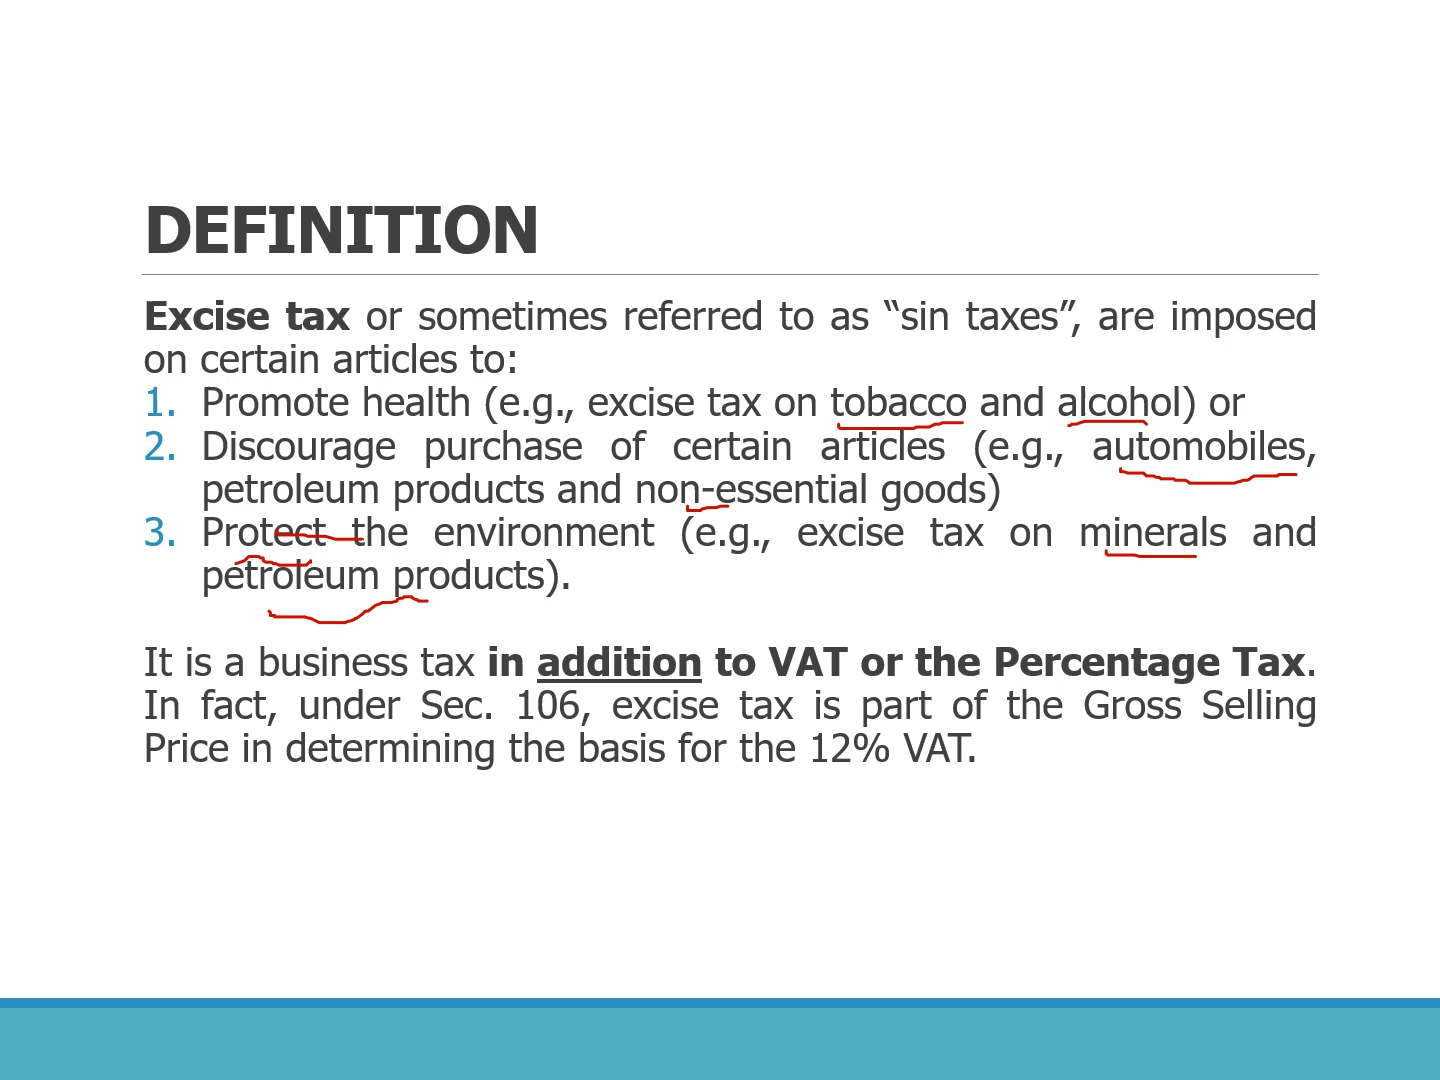 DEFINITION
Excise tax or sometimes referred to as “sin taxes”, are imposed
on certain articles to:
1. Promote health (e.g., excise tax on tobacco and alcohol) or
2. Discourage purchase of certain articles (e.g., automobiles,
petroleum products and non-essential goods)
3. Protect the environment (e.g., excise tax on minerals and
petroleum products).
It is a business tax in addition to VAT or the Percentage Tax.
In fact, under Sec. 106, excise tax is part of the Gross Selling
Price in determining the basis for the 12% VAT.